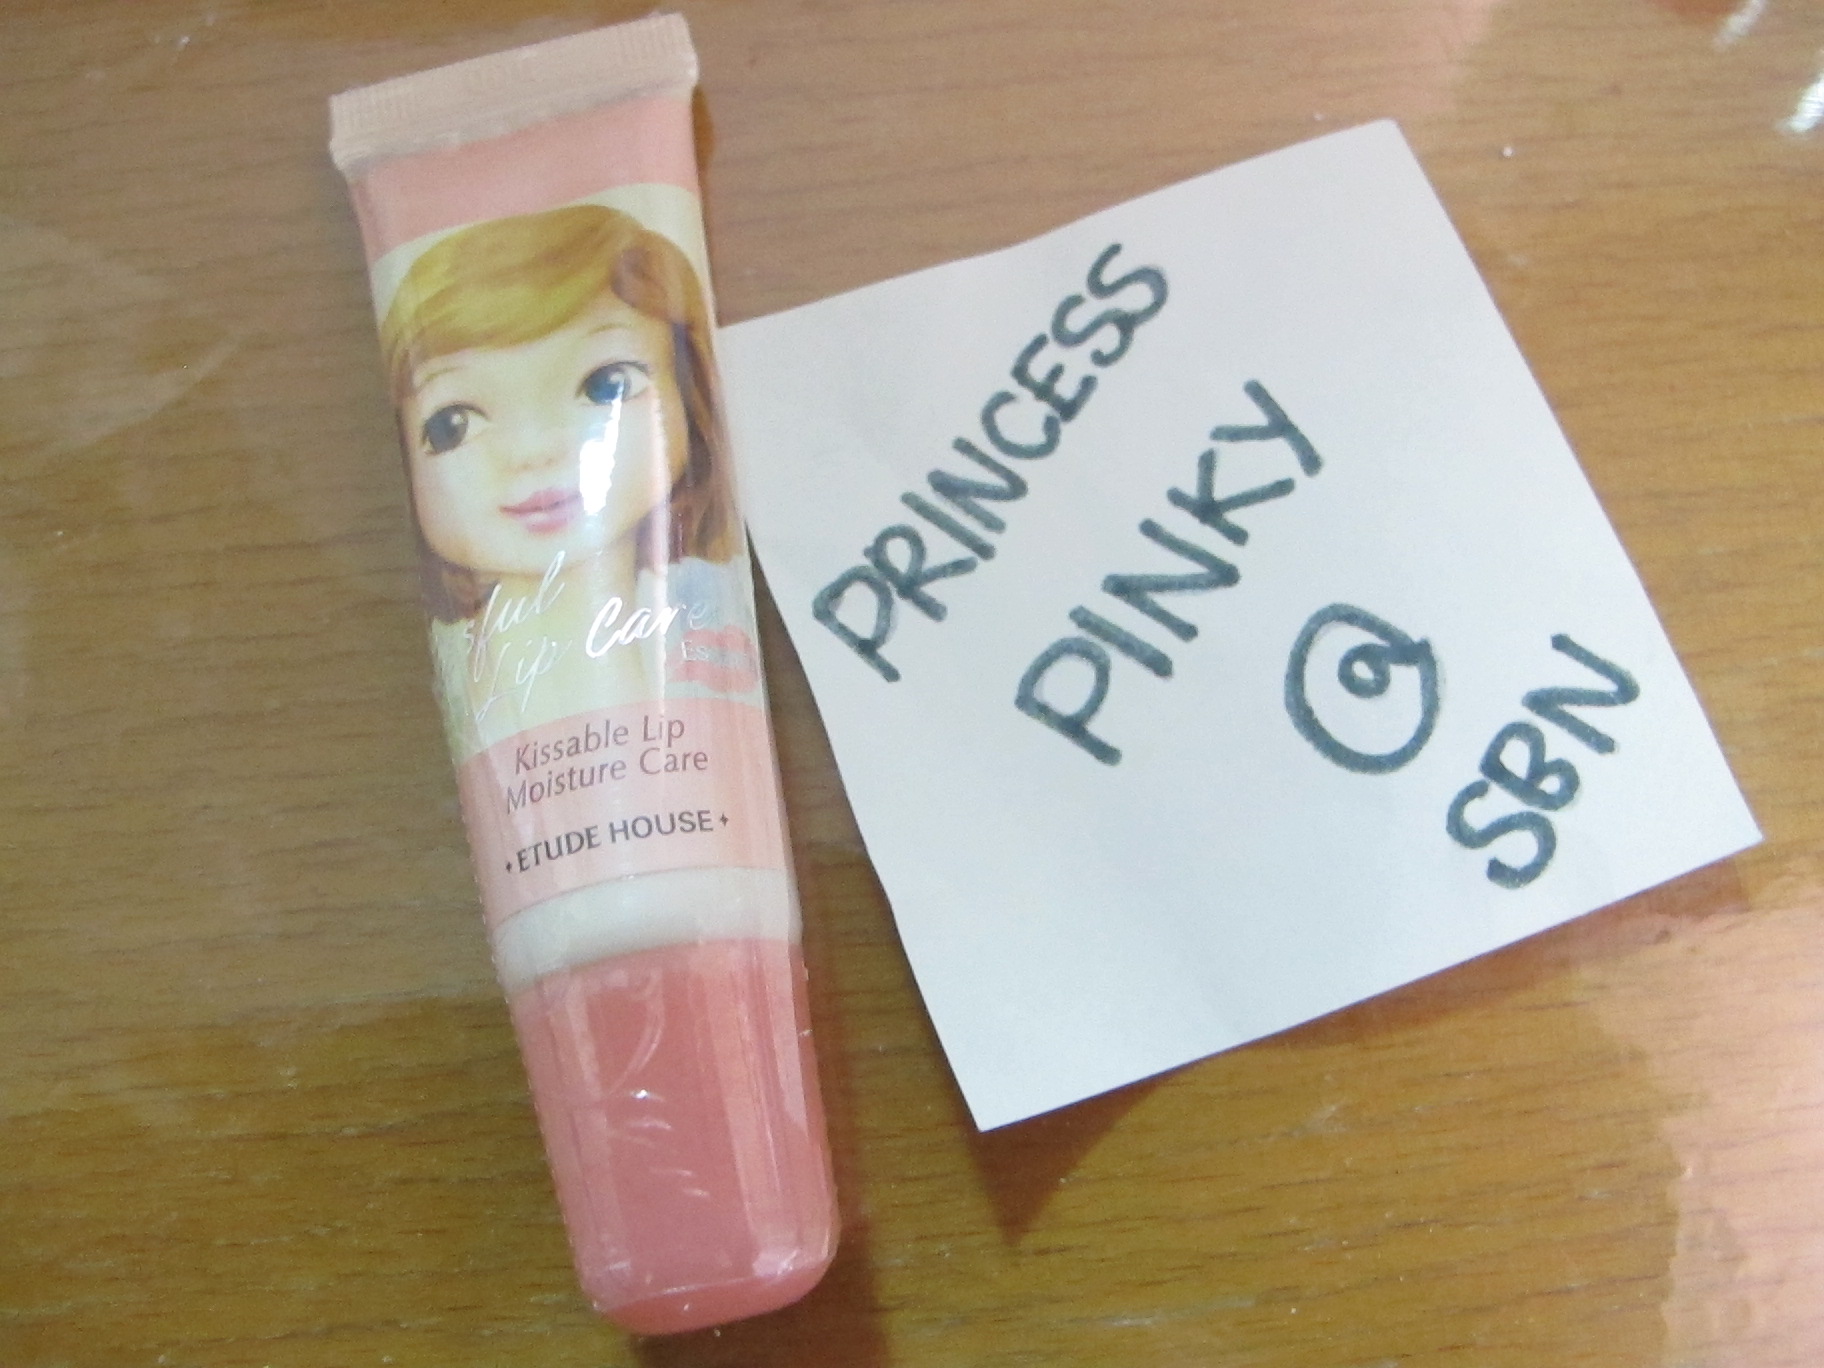 Lip Care
Kissable Lip
Moisture Care
ETUDE HOUSE
PRINCESS
PINKY
@
SBN